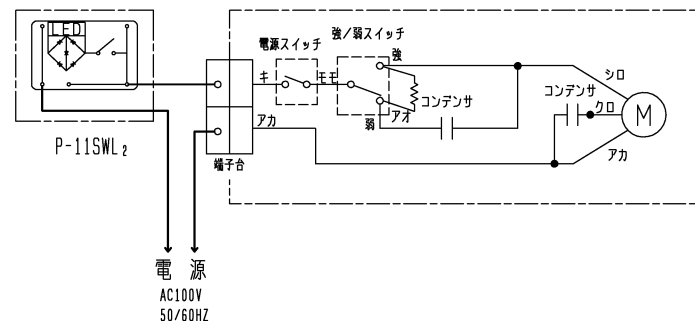 LED
P-11SWL₂
電源スイッチ
強/弱スイッチ
強
キ
モモ
コンデンサ
アオ
弱
アカ
端子台
シロ
コンデンサ
クロ
M
アカ
電 源
AC100V
50/60HZ